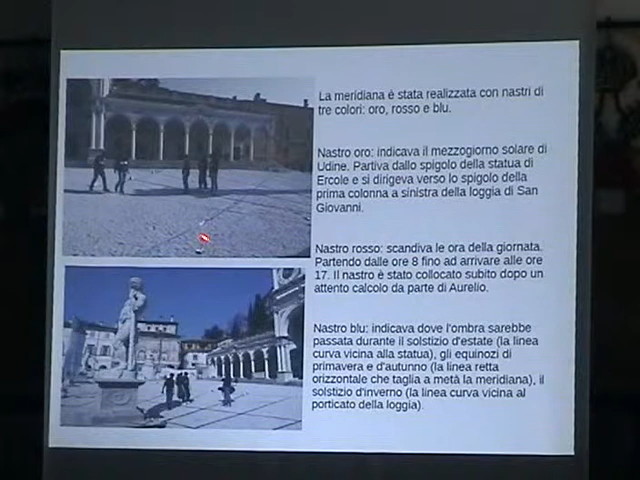 La meridiana è stata realizzata con nastri di
tre colori: oro, rosso e blu.
Nastro oro: indicava il mezzogiorno solare di
Udine. Partiva dallo spigolo della statua di
Ercole e si dirigeva verso lo spigolo della
prima colonna a sinistra della loggia di San
Giovanni.
Nastro rosso: scandiva le ora della giornata.
Partendo dalle ore 8 fino ad arrivare alle ore
17. Il nastro è stato collocato subito dopo un
attento calcolo da parte di Aurelio.
Nastro blu: indicava dove l'ombra sarebbe
passata durante il solstizio d'estate (la linea
curva vicina alla statua), gli equinozi di
primavera e d'autunno (la linea retta
orizzontale che taglia a metà la meridiana), il
solstizio d'inverno (la linea curva vicina al
porticato della loggia).